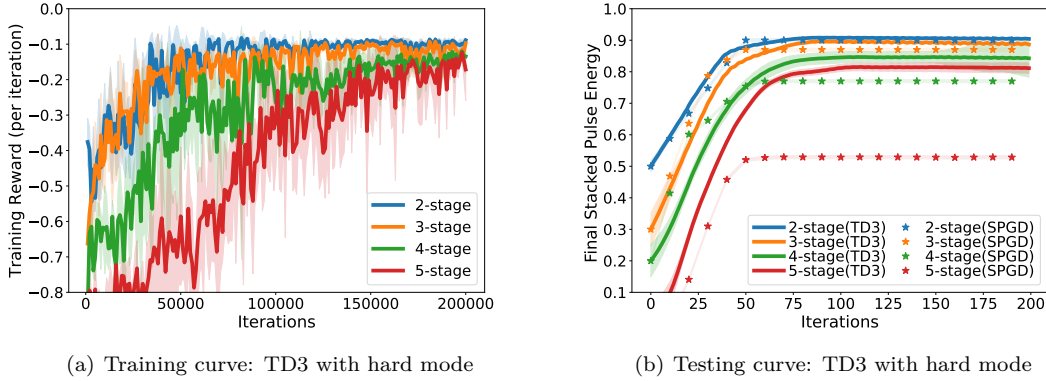 0.0
−0.1
−0.2
−0.3
−0.4
−0.5
−0.6
−0.7
−0.8
Training Reward (per iteration)
0
50000
100000
150000
200000
Iterations
2-stage
3-stage
4-stage
5-stage
(a) Training curve: TD3 with hard mode
1.0
0.9
0.8
0.7
0.6
0.5
0.4
0.3
0.2
0.1
Final Stacked Pulse Energy
0
25
50
75
100
125
150
175
200
Iterations
2-stage(TD3)
3-stage(TD3)
4-stage(TD3)
5-stage(TD3)
2-stage(SPGD)
3-stage(SPGD)
4-stage(SPGD)
5-stage(SPGD)
(b) Testing curve: TD3 with hard mode